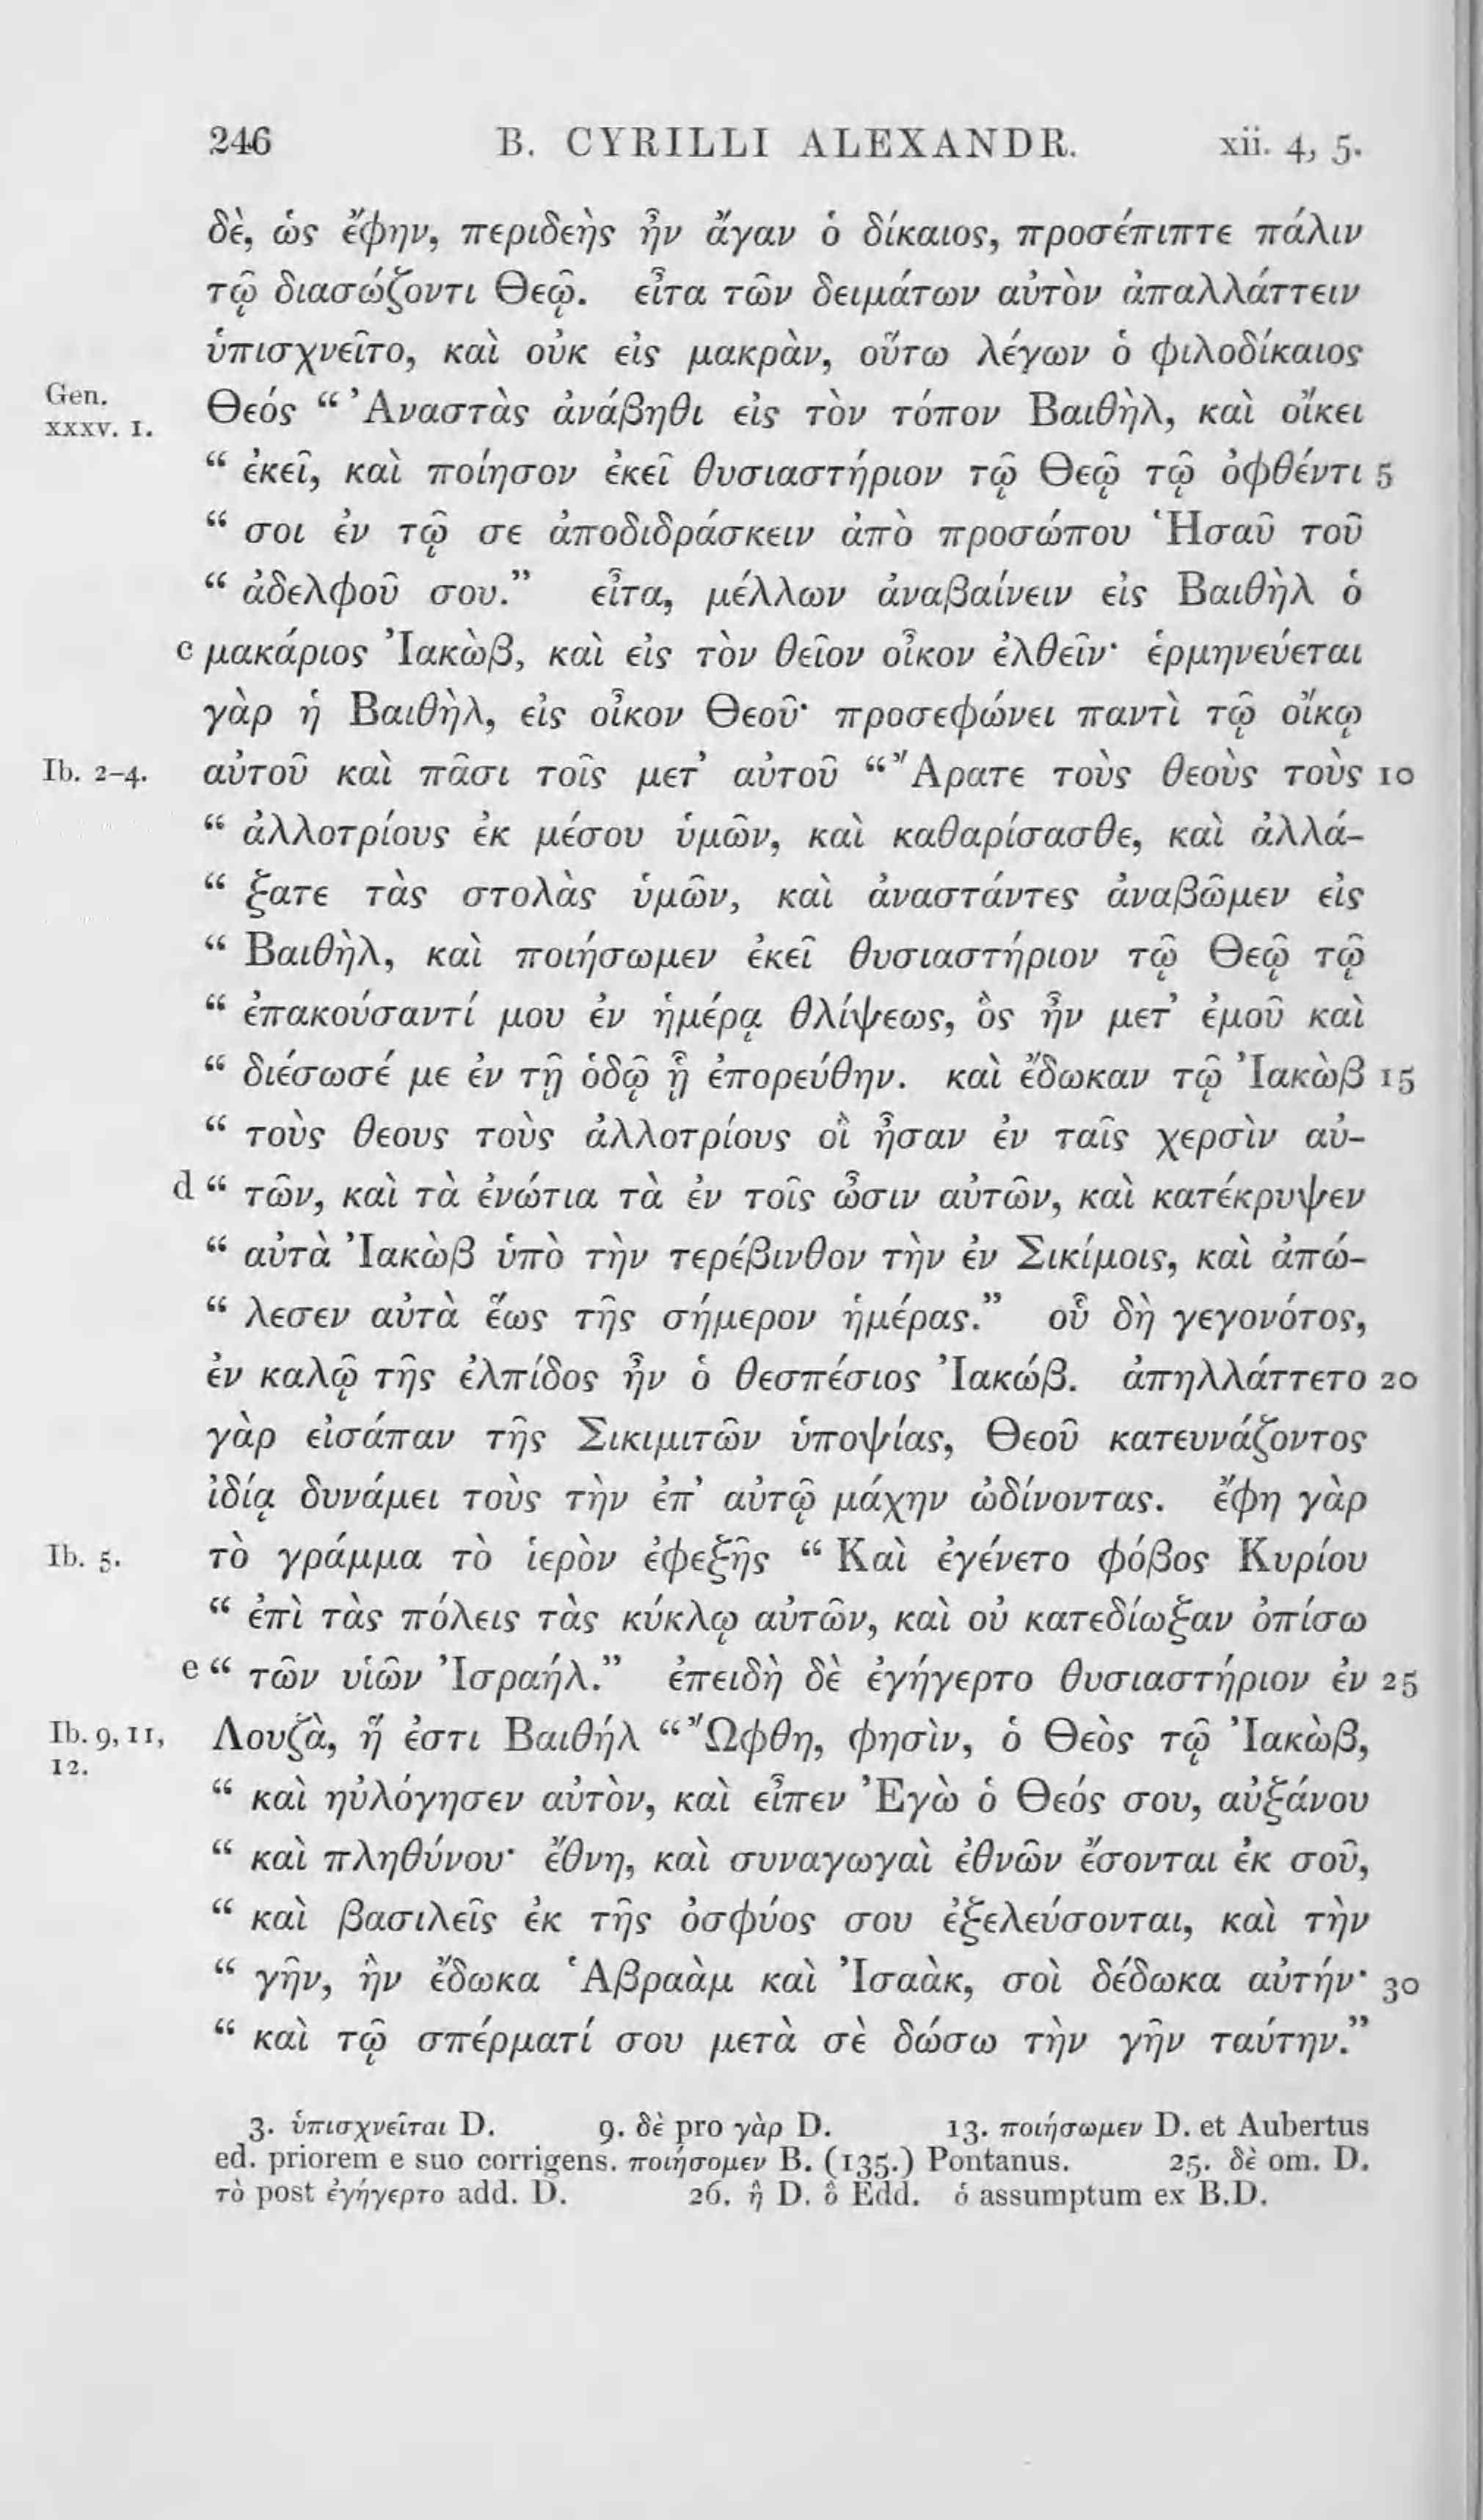 246 B. CYRILLI ALEXANDR. xii. 4, 5.
δὲ, ὡς ἔφην, περιδεὴς ἦν ἄγαν ὁ δίκαιος, προσέπιπτε πάλιν
τῷ διασώζοντι Θεῷ. εἶτα τῶν δειμάτων αὐτὸν ἀπαλλάττειν
ὑπισχνεῖτο, καὶ οὐκ εἰς μακρὰν, οὕτω λέγων ὁ φιλοδίκαιος
Gen. xxxv. 1. Θεός “ Ἀναστὰς ἀνάβηθι εἰς τὸν τόπον Βαιθὴλ, καὶ οἴκει
“ ἐκεῖ, καὶ ποίησον ἐκεῖ θυσιαστήριον τῷ Θεῷ τῷ ὀφθέντι 5
“ σοι ἐν τῷ σε ἀποδιδράσκειν ἀπὸ προσώπου Ἡσαῦ τοῦ
“ ἀδελφοῦ σου.” εἶτα, μέλλων ἀναβαίνειν εἰς Βαιθὴλ ὁ
c μακάριος Ἰακὼβ, καὶ εἰς τὸν θεῖον οἶκον ἐλθεῖν· ἑρμηνεύεται
γὰρ ἡ Βαιθὴλ, εἰς οἶκον Θεοῦ· προσεφώνει παντὶ τῷ οἴκῳ
Ib. 2-4. αὐτοῦ καὶ πᾶσι τοῖς μετ’ αὐτοῦ “ Ἄρατε τοὺς θεοὺς τοὺς 10
“ ἀλλοτρίους ἐκ μέσου ὑμῶν, καὶ καθαρίσασθε, καὶ ἀλλά-
“ ξατε τὰς στολὰς ὑμῶν, καὶ ἀναστάντες ἀναβῶμεν εἰς
“ Βαιθὴλ, καὶ ποιήσωμεν ἐκεῖ θυσιαστήριον τῷ Θεῷ τῷ
“ ἐπακούσαντί μου ἐν ἡμέρᾳ θλίψεως, ὃς ἦν μετ’ ἐμοῦ καὶ
“ διέσωσέ με ἐν τῇ ὁδῷ ᾗ ἐπορεύθην. καὶ ἔδωκαν τῷ Ἰακὼβ 15
“ τοὺς θεους τοὺς ἀλλοτρίους οἳ ἦσαν ἐν ταῖς χερσὶν αὐ-
d “ τῶν, καὶ τὰ ἐνώτια τὰ ἐν τοῖς ὦσιν αὐτῶν, καὶ κατέκρυψεν
“ αὐτὰ Ἰακὼβ ὑπὸ τὴν τερέβινθον τὴν ἐν Σικίμοις, καὶ ἀπώ-
“ λεσεν αὐτὰ ἕως τῆς σήμερον ἡμέρας.” οὗ δὴ γεγονότος,
ἐν καλῷ τῆς ἐλπίδος ἦν ὁ θεσπέσιος Ἰακώβ. ἀπηλλάττετο 20
γὰρ εἰσάπαν τῆς Σικιμιτῶν ὑποψίας, Θεοῦ κατευνάζοντος
ἰδίᾳ δυνάμει τοὺς τὴν ἐπ’ αὐτῷ μάχην ὠδίνοντας. ἔφη γὰρ
Ib. 5. τὸ γράμμα τὸ ἱερὸν ἐφεξῆς “ Καὶ ἐγένετο φόβος Κυρίου
“ ἐπὶ τὰς πόλεις τὰς κύκλῳ αὐτῶν, καὶ οὐ κατεδίωξαν ὀπίσω
e “ τῶν υἱῶν Ἰσραήλ.” ἐπειδὴ δὲ ἐγήγερτο θυσιαστήριον ἐν 25
Ib. 9, 11, 12. Λουζὰ, ἥ ἐστι Βαιθήλ “ Ὤφθη, φησὶν, ὁ Θεὸς τῷ Ἰακὼβ,
“ καὶ ηὐλόγησεν αὐτὸν, καὶ εἶπεν Ἐγὼ ὁ Θεός σου, αὐξάνου
“ καὶ πληθύνου· ἔθνη, καὶ συναγωγαὶ ἐθνῶν ἔσονται ἐκ σοῦ,
“ καὶ βασιλεῖς ἐκ τῆς ὀσφύος σου ἐξελεύσονται, καὶ τὴν
“ γῆν, ἣν ἔδωκα Ἁβραὰμ καὶ Ἰσαὰκ, σοὶ δέδωκα αὐτήν· 30
“ καὶ τῷ σπέρματί σου μετὰ σὲ δώσω τὴν γῆν ταύτην.”
3. ὑπισχνεῖται D. 9. δὲ pro γὰρ D. 13. ποιήσωμεν D. et Aubertus
ed. priorem e suo corrigens. ποιήσομεν B. (135.) Pontanus. 25. δὲ om. D.
τὸ post ἐγήγερτο add. D. 26. ἢ D. ὃ Edd. ὁ assumptum ex B.D.